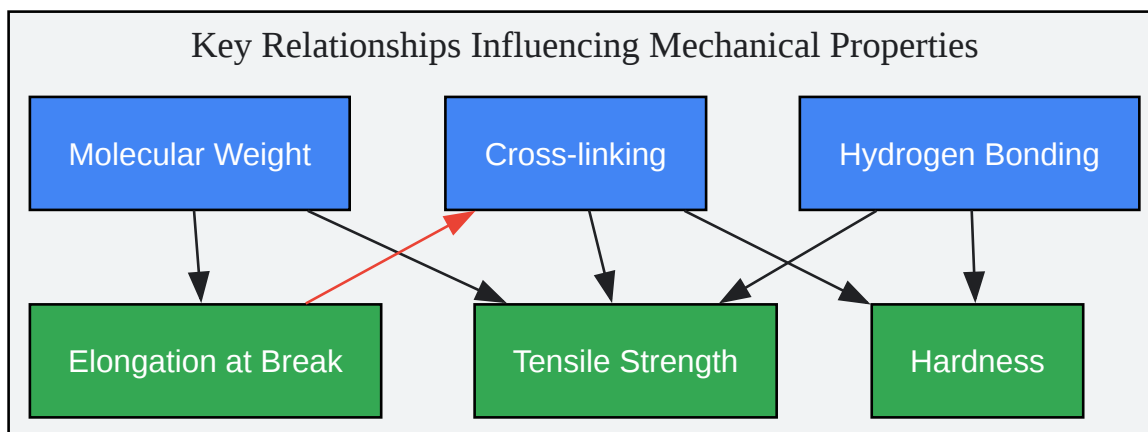 Key Relationships Influencing Mechanical Properties
Molecular Weight
Cross-linking
Hydrogen Bonding
Elongation at Break
Tensile Strength
Hardness